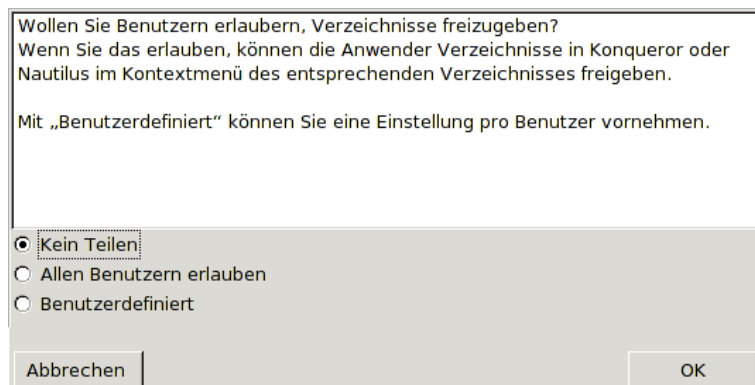 Wollen Sie Benutzern erlaubern, Verzeichnisse freizugeben?
Wenn Sie das erlauben, können die Anwender Verzeichnisse in Konqueror oder
Nautilus im Kontextmenü des entsprechenden Verzeichnisses freigeben.
Mit „Benutzerdefiniert“ können Sie eine Einstellung pro Benutzer vornehmen.
Kein Teilen
Allen Benutzern erlauben
Benutzerdefiniert
Abbrechen
OK